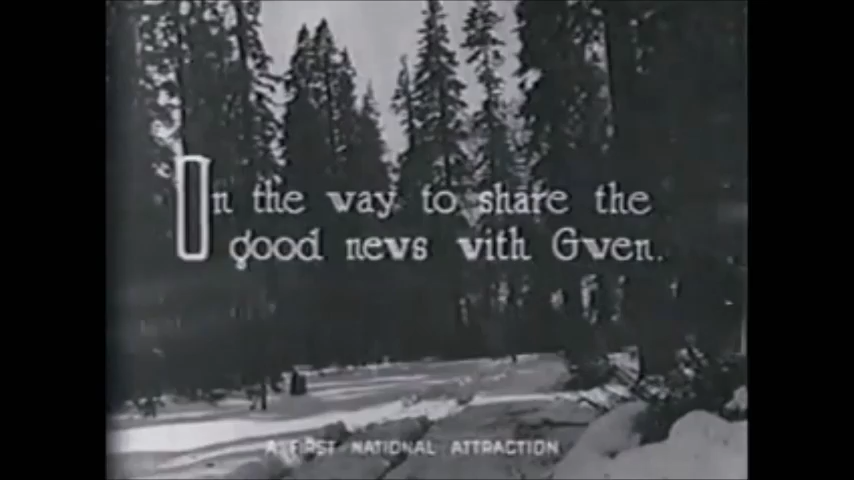 On the way to share the
good news with Gwen.
A FIRST NATIONAL ATTRACTION